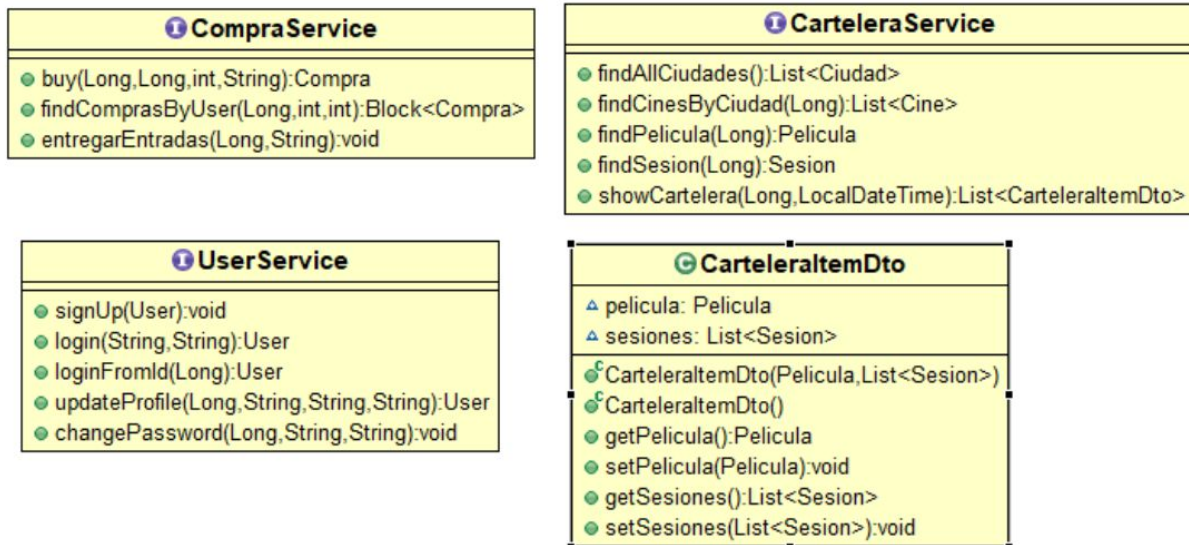 CompraService
buy(Long,Long,int,String):Compra
findComprasByUser(Long,int,int):Block<Compra>
entregarEntradas(Long,String):void
CarteleraService
findAllCiudades():List<Ciudad>
findCinesByCiudad(Long):List<Cine>
findPelicula(Long):Pelicula
findSesion(Long):Sesion
showCartelera(Long,LocalDateTime):List<CarteleraItemDto>
UserService
signUp(User):void
login(String,String):User
loginFromId(Long):User
updateProfile(Long,String,String,String):User
changePassword(Long,String,String):void
CarteleraItemDto
pelicula: Pelicula
sesiones: List<Sesion>
CarteleraItemDto(Pelicula,List<Sesion>)
CarteleraItemDto()
getPelicula():Pelicula
setPelicula(Pelicula):void
getSesiones():List<Sesion>
setSesiones(List<Sesion>):void